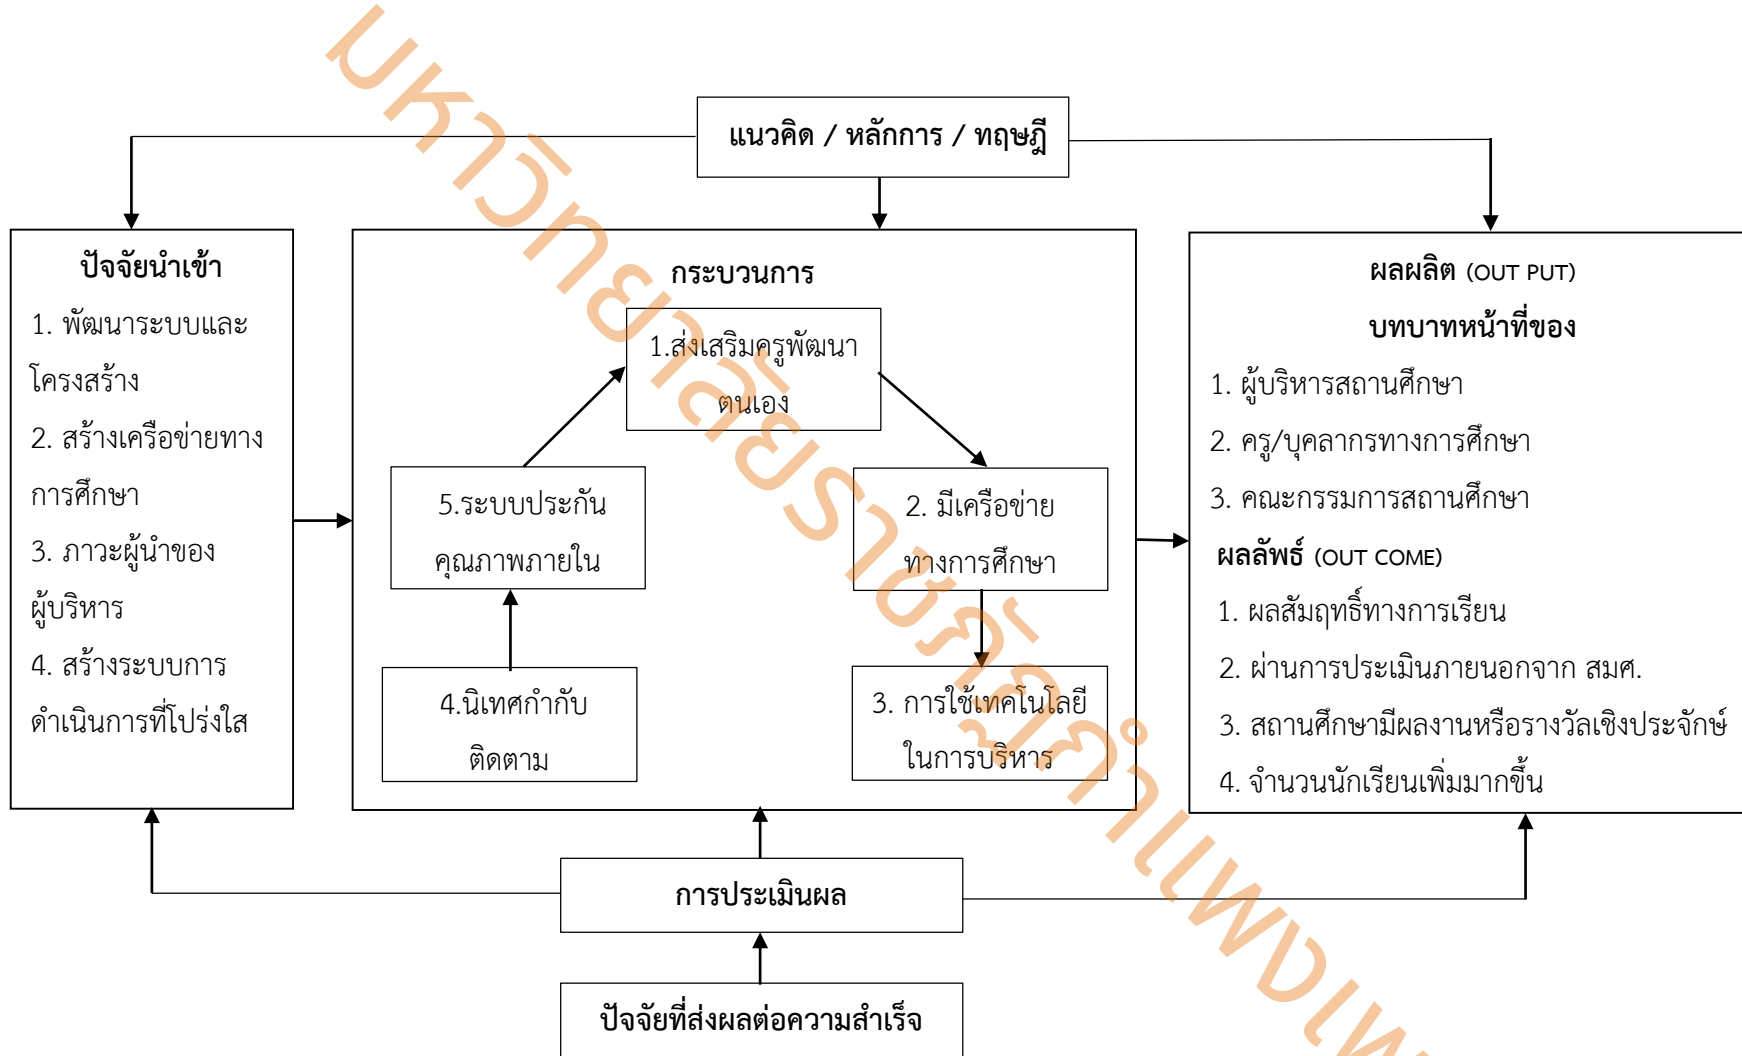 แนวคิด / หลักการ / ทฤษฎี
ปัจจัยนำเข้า
1. พัฒนาระบบและ
โครงสร้าง
2. สร้างเครือข่ายทาง
การศึกษา
3. ภาวะผู้นำของ
ผู้บริหาร
4. สร้างระบบการ
ดำเนินการที่โปร่งใส
กระบวนการ
1.ส่งเสริมครูพัฒนา
ตนเอง
2. มีเครือข่าย
ทางการศึกษา
3. การใช้เทคโนโลยี
ในการบริหาร
4.นิเทศกำกับ
ติดตาม
5.ระบบประกัน
คุณภาพภายใน
ผลผลิต (OUT PUT)
บทบาทหน้าที่ของ
1. ผู้บริหารสถานศึกษา
2. ครู/บุคลากรทางการศึกษา
3. คณะกรรมการสถานศึกษา
ผลลัพธ์ (OUT COME)
1. ผลสัมฤทธิ์ทางการเรียน
2. ผ่านการประเมินภายนอกจาก สมศ.
3. สถานศึกษามีผลงานหรือรางวัลเชิงประจักษ์
4. จำนวนนักเรียนเพิ่มมากขึ้น
การประเมินผล
ปัจจัยที่ส่งผลต่อความสำเร็จ
มหาวิทยาลัยราชภัฏกำแพงเพ